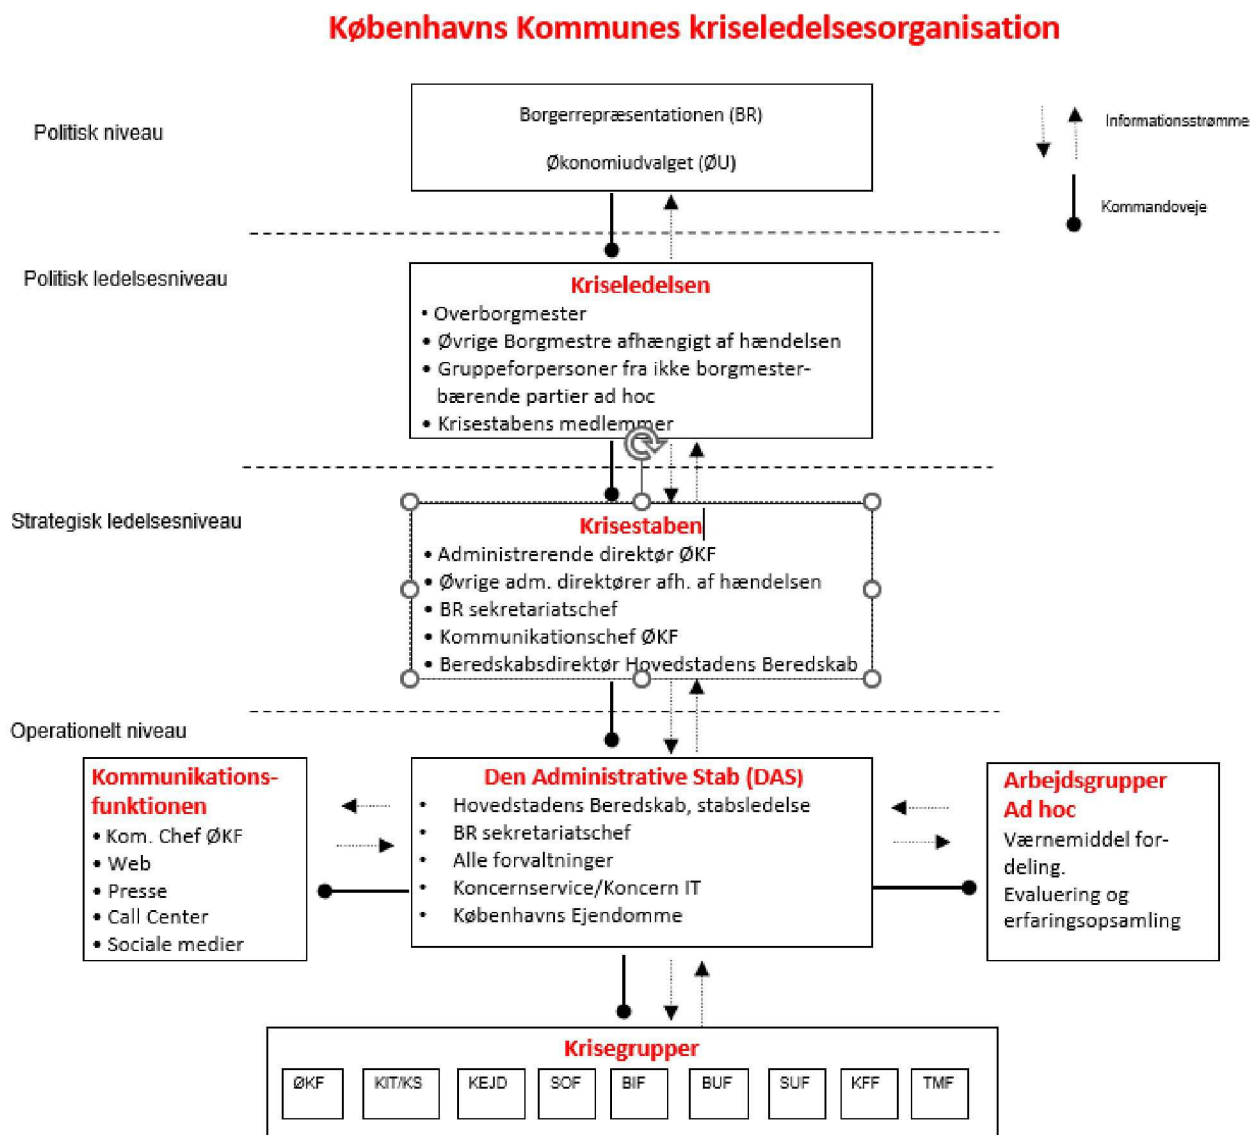 Københavns Kommunes kriseledelsesorganisation
Politisk niveau
Borgerrepræsentationen (BR)
Økonomiudvalget (ØU)
Informationsstrømme
Kommandoveje
Politisk ledelsesniveau
Kriseledelsen
• Overborgmester
• Øvrige Borgmestre afhængigt af hændelsen
• Gruppeforpersoner fra ikke borgmester-
bærende partier ad hoc
• Krisestabens medlemmer
Strategisk ledelsesniveau
Krisestaben
• Administrerende direktør ØKF
• Øvrige adm. direktører afh. af hændelsen
• BR sekretariatschef
• Kommunikationschef ØKF
• Beredskabsdirektør Hovedstadens Beredskab
Operationelt niveau
Kommunikations-
funktionen
• Kom. Chef ØKF
• Web
• Presse
• Call Center
• Sociale medier
Den Administrative Stab (DAS)
• Hovedstadens Beredskab, stabsledelse
• BR sekretariatschef
• Alle forvaltninger
• Koncernservice/Koncern IT
• Københavns Ejendomme
Arbejdsgrupper
Ad hoc
Værnemiddel for-
deling.
Evaluering og
erfaringsopsamling
Krisegrupper
ØKF
KIT/KS
KEJD
SOF
BIF
BUF
SUF
KFF
TMF